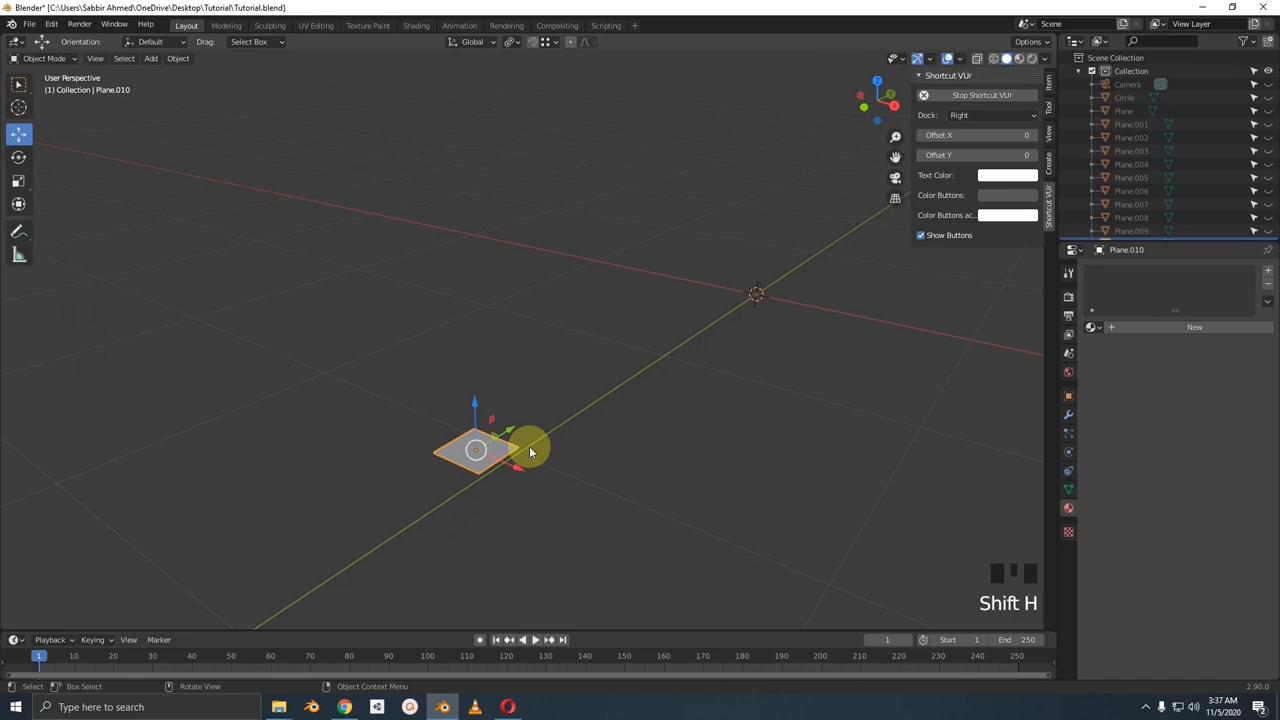 Blender* [C:\Users\Sabbir Ahmed\OneDrive\Desktop\Tutorial\Tutorial.blend]
File Edit Render Window Help Layout Modeling Sculpting UV Editing Texture Paint Shading Animation Rendering Compositing Scripting + Scene View Layer
Orientation: Default Drag: Select Box Global Options
Object Mode View Select Add Object
User Perspective
(1) Collection | Plane.010
Shortcut VUr
Stop Shortcut VUr
Dock: Right
Offset X 0
Offset Y 0
Text Color:
Color Buttons:
Color Buttons ac...
Show Buttons
Item
Tool
View
Create
Shortcut VUr
Z
Y
X
Scene Collection
Collection
Camera
Circle
Plane
Plane.001
Plane.002
Plane.003
Plane.004
Plane.005
Plane.006
Plane.007
Plane.008
Plane.009
Plane.010
New
Shift H
Playback Keying View Marker 1 Start 1 End 250
1 10 20 30 40 50 60 70 80 90 100 110 120 130 140 150 160 170 180 190 200 210 220 230 240 250
Select Box Select Rotate View Object Context Menu 2.90.0
Type here to search
3:37 AM
11/5/2020
2